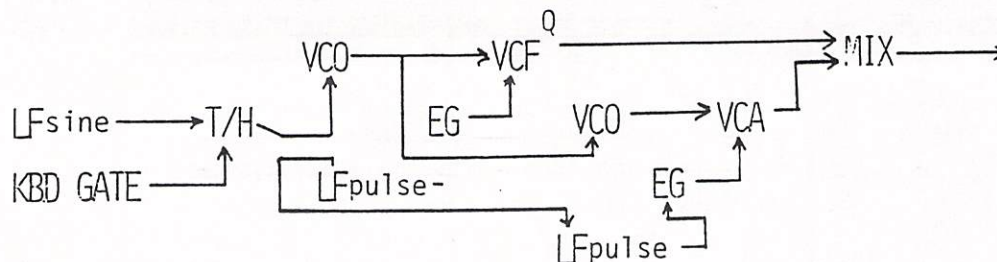 Q
VCO VCF MIX
LFsine T/H EG VCO VCA
KBD GATE LFpulse- EG
LFpulse